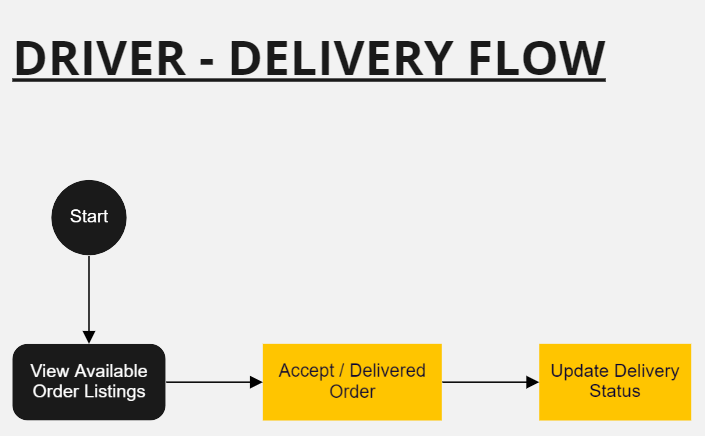 DRIVER - DELIVERY FLOW
Start
View Available
Order Listings
Accept / Delivered
Order
Update Delivery
Status